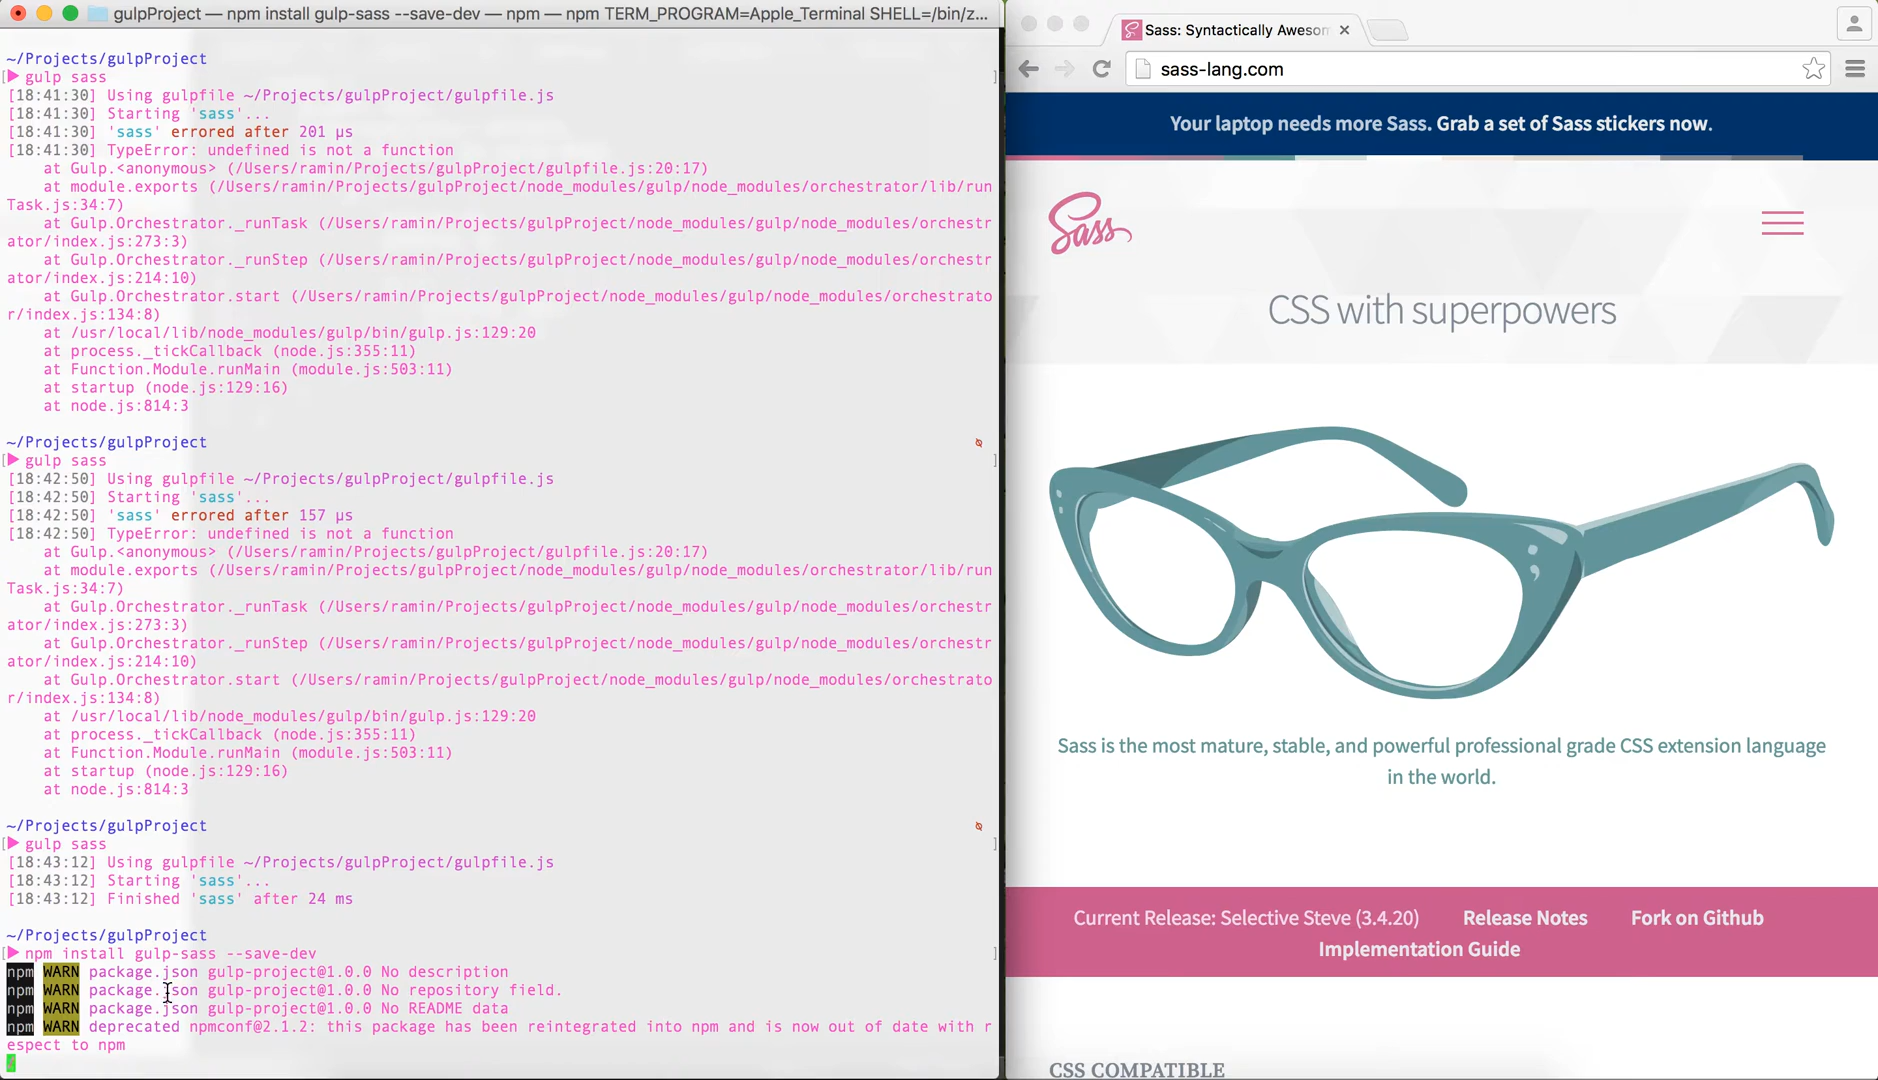 gulpProject — npm install gulp-sass --save-dev — npm — npm TERM_PROGRAM=Apple_Terminal SHELL=/bin/z...
~/Projects/gulpProject
gulp sass
[18:41:30] Using gulpfile ~/Projects/gulpProject/gulpfile.js
[18:41:30] Starting 'sass'...
[18:41:30] 'sass' errored after 201 μs
[18:41:30] TypeError: undefined is not a function
at Gulp.<anonymous> (/Users/ramin/Projects/gulpProject/gulpfile.js:20:17)
at module.exports (/Users/ramin/Projects/gulpProject/node_modules/gulp/node_modules/orchestrator/lib/run
Task.js:34:7)
at Gulp.Orchestrator._runTask (/Users/ramin/Projects/gulpProject/node_modules/gulp/node_modules/orchestr
ator/index.js:273:3)
at Gulp.Orchestrator._runStep (/Users/ramin/Projects/gulpProject/node_modules/gulp/node_modules/orchestr
ator/index.js:214:10)
at Gulp.Orchestrator.start (/Users/ramin/Projects/gulpProject/node_modules/gulp/node_modules/orchestrato
r/index.js:134:8)
at /usr/local/lib/node_modules/gulp/bin/gulp.js:129:20
at process._tickCallback (node.js:355:11)
at Function.Module.runMain (module.js:503:11)
at startup (node.js:129:16)
at node.js:814:3
~/Projects/gulpProject
gulp sass
[18:42:50] Using gulpfile ~/Projects/gulpProject/gulpfile.js
[18:42:50] Starting 'sass'...
[18:42:50] 'sass' errored after 157 μs
[18:42:50] TypeError: undefined is not a function
at Gulp.<anonymous> (/Users/ramin/Projects/gulpProject/gulpfile.js:20:17)
at module.exports (/Users/ramin/Projects/gulpProject/node_modules/gulp/node_modules/orchestrator/lib/run
Task.js:34:7)
at Gulp.Orchestrator._runTask (/Users/ramin/Projects/gulpProject/node_modules/gulp/node_modules/orchestr
ator/index.js:273:3)
at Gulp.Orchestrator._runStep (/Users/ramin/Projects/gulpProject/node_modules/gulp/node_modules/orchestr
ator/index.js:214:10)
at Gulp.Orchestrator.start (/Users/ramin/Projects/gulpProject/node_modules/gulp/node_modules/orchestrato
r/index.js:134:8)
at /usr/local/lib/node_modules/gulp/bin/gulp.js:129:20
at process._tickCallback (node.js:355:11)
at Function.Module.runMain (module.js:503:11)
at startup (node.js:129:16)
at node.js:814:3
~/Projects/gulpProject
gulp sass
[18:43:12] Using gulpfile ~/Projects/gulpProject/gulpfile.js
[18:43:12] Starting 'sass'...
[18:43:12] Finished 'sass' after 24 ms
~/Projects/gulpProject
npm install gulp-sass --save-dev
npm WARN package.json gulp-project@1.0.0 No description
npm WARN package.json gulp-project@1.0.0 No repository field.
npm WARN package.json gulp-project@1.0.0 No README data
npm WARN deprecated npmconf@2.1.2: this package has been reintegrated into npm and is now out of date with r
espect to npm
Sass: Syntactically Aweson
sass-lang.com
Your laptop needs more Sass. Grab a set of Sass stickers now.
Sass
CSS with superpowers
Sass is the most mature, stable, and powerful professional grade CSS extension language
in the world.
Current Release: Selective Steve (3.4.20) Release Notes Fork on Github
Implementation Guide
CSS COMPATIBLE